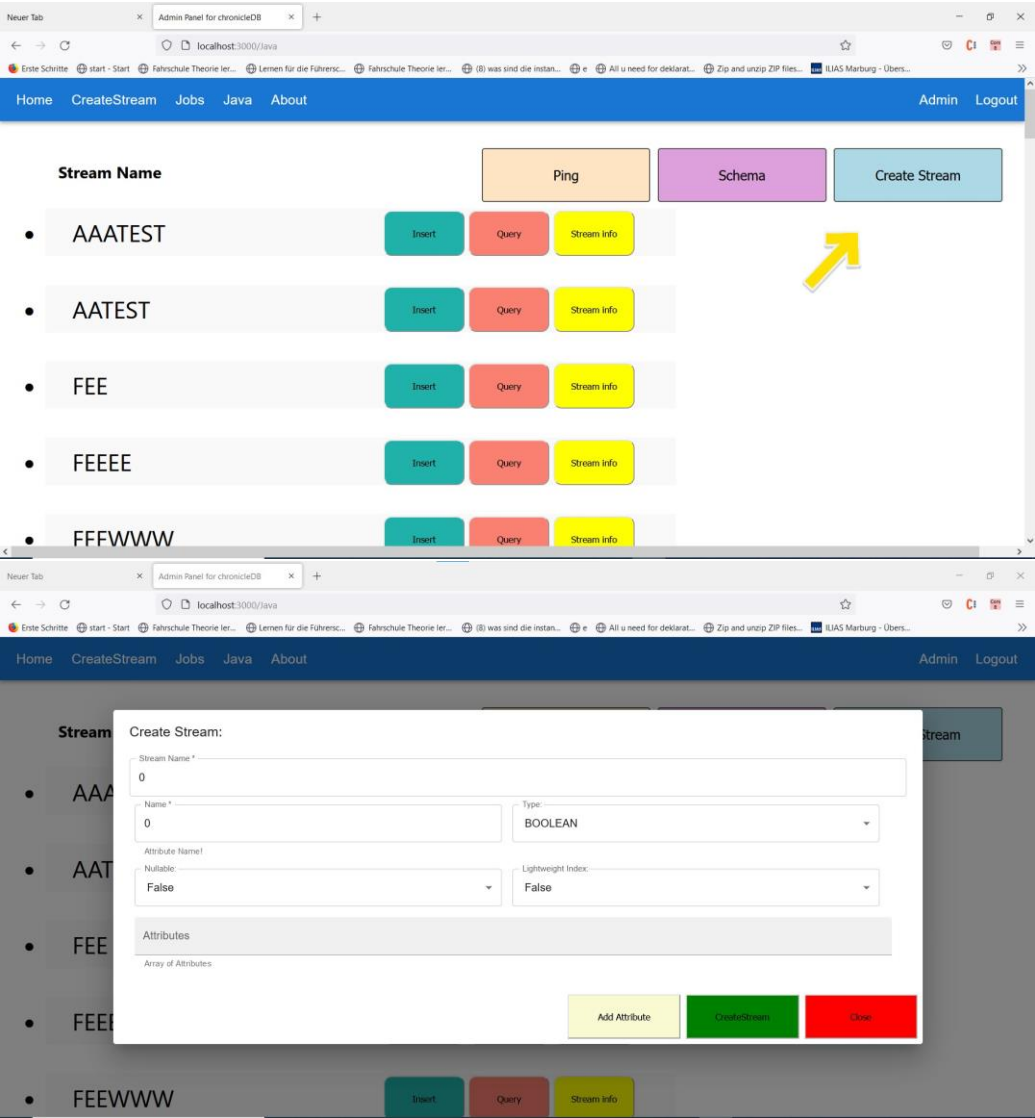 Neuer Tab
Admin Panel for chronicleDB
localhost:3000/Java
Erste Schritte start - Start Fahrschule Theorie ler... Lernen für die Führersc... Fahrschule Theorie ler... (8) was sind die instan... e All u need for deklarat... Zip and unzip ZIP files... ILIAS Marburg - Übers...
Home CreateStream Jobs Java About Admin Logout
Stream Name Ping Schema Create Stream
AAATEST Insert Query Stream info
AATEST Insert Query Stream info
FEE Insert Query Stream info
FEEEE Insert Query Stream info
FEEWWW Insert Query Stream info
Neuer Tab
Admin Panel for chronicleDB
localhost:3000/Java
Erste Schritte start - Start Fahrschule Theorie ler... Lernen für die Führersc... Fahrschule Theorie ler... (8) was sind die instan... e All u need for deklarat... Zip and unzip ZIP files... ILIAS Marburg - Übers...
Home CreateStream Jobs Java About Admin Logout
Stream Stream
Create Stream:
Stream Name *
0
AAA
Name * Type:
0 BOOLEAN
Attribute Name!
AAT
Nullable: Lightweight Index:
False False
Attributes
FEE
Array of Attributes
FEEE
Add Attribute CreateStream Close
FEEWWW Insert Query Stream info